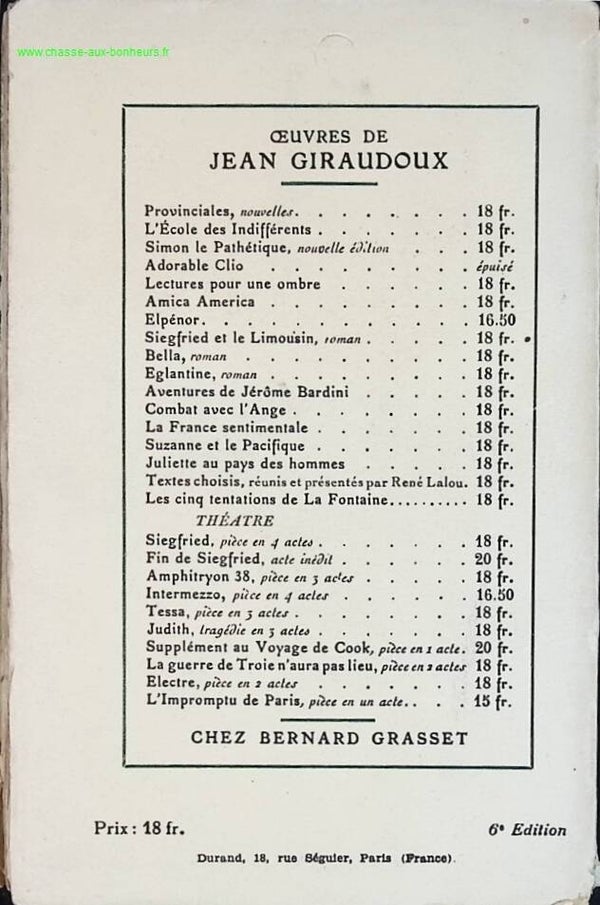 www.chasse-aux-bonheurs.fr
ŒUVRES DE
JEAN GIRAUDOUX
Provinciales, nouvelles. . . . . . . . 18 fr.
L'École des Indifférents . . . . . . . 18 fr.
Simon le Pathétique, nouvelle édition . . . 18 fr.
Adorable Clio . . . . . . . . . épuisé
Lectures pour une ombre . . . . . . 18 fr.
Amica America . . . . . . . . . 18 fr.
Elpénor. . . . . . . . . . . . 16.50
Siegfried et le Limousin, roman . . . . . 18 fr.
Bella, roman . . . . . . . . . . 18 fr.
Eglantine, roman . . . . . . . . . 18 fr.
Aventures de Jérôme Bardini . . . . . 18 fr.
Combat avec l'Ange . . . . . . . . 18 fr.
La France sentimentale . . . . . . . 18 fr.
Suzanne et le Pacifique . . . . . . . 18 fr.
Juliette au pays des hommes . . . . . 18 fr.
Textes choisis, réunis et présentés par René Lalou. 18 fr.
Les cinq tentations de La Fontaine.......... 18 fr.
THÉATRE
Siegfried, pièce en 4 actes . . . . . . . 18 fr.
Fin de Siegfried, acte inédit . . . . . . 20 fr.
Amphitryon 38, pièce en 3 actes . . . . . 18 fr.
Intermezzo, pièce en 4 actes . . . . . . 16.50
Tessa, pièce en 3 actes . . . . . . . . 18 fr.
Judith, tragédie en 3 actes . . . . . . . 18 fr.
Supplément au Voyage de Cook, pièce en 1 acte. 20 fr.
La guerre de Troie n'aura pas lieu, pièce en 2 actes 18 fr.
Electre, pièce en 2 actes . . . . . . . 18 fr.
L'Impromptu de Paris, pièce en un acte. . . . 15 fr.
CHEZ BERNARD GRASSET
Prix : 18 fr.
6e Edition
Durand, 18, rue Séguier, Paris (France).